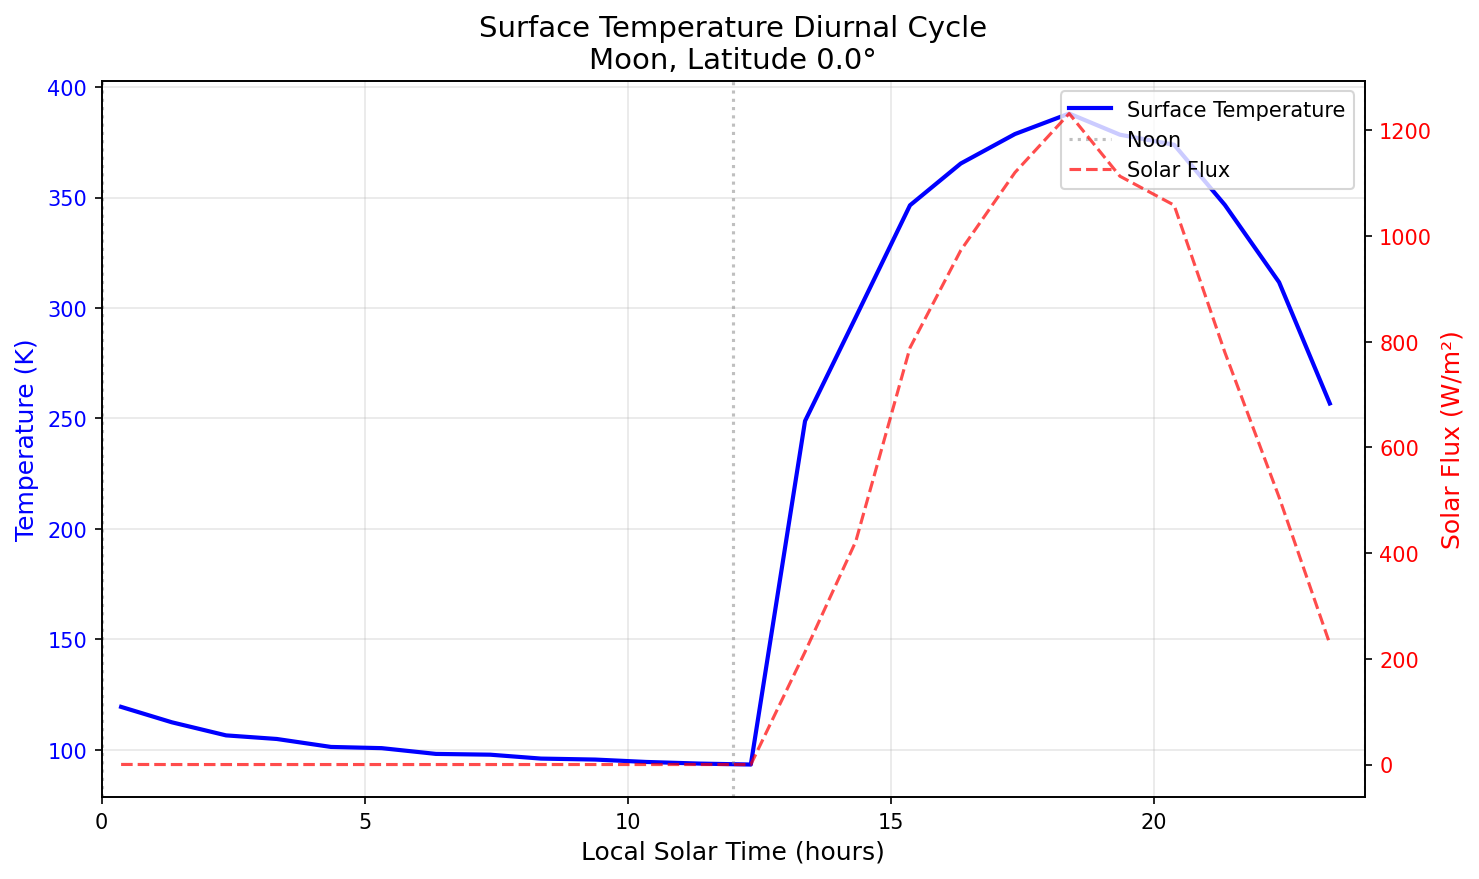 Surface Temperature Diurnal Cycle
Moon, Latitude 0.0°
Surface Temperature
Noon
Solar Flux
Temperature (K)
400
350
300
250
200
150
100
Solar Flux (W/m²)
1200
1000
800
600
400
200
0
0 5 10 15 20
Local Solar Time (hours)